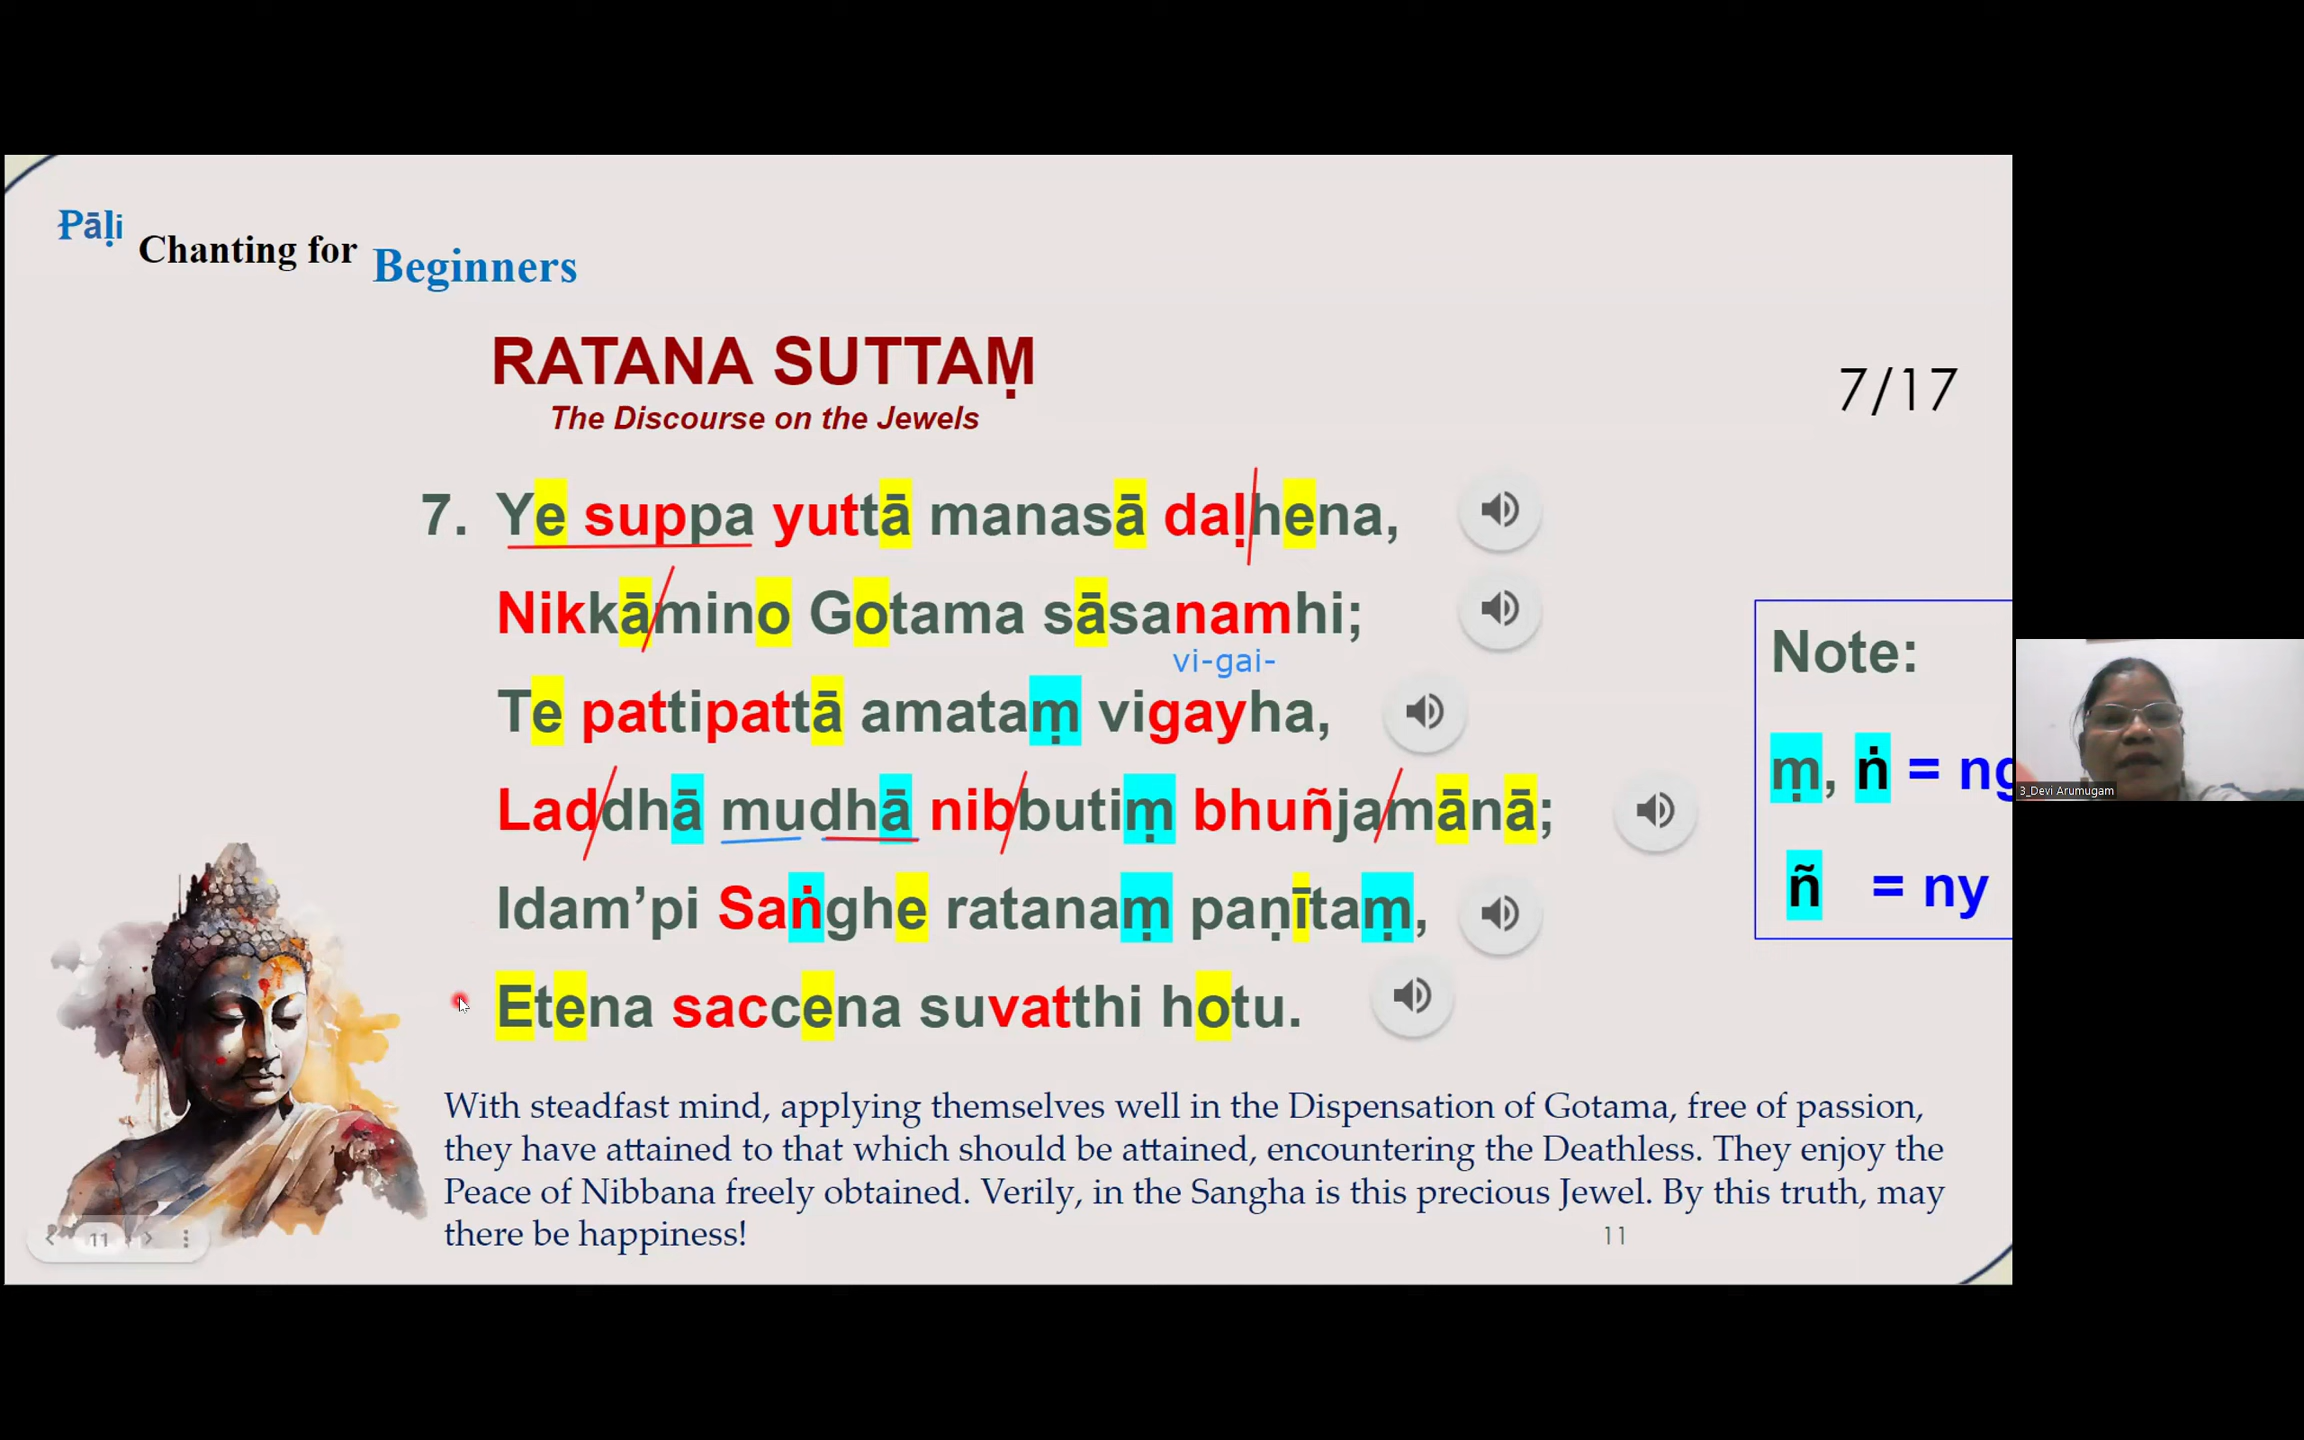 Pāḷi Chanting for Beginners
RATANA SUTTAṂ
The Discourse on the Jewels
7/17
7. Ye suppa yuttā manasā daḷhena,
Nikkāmino Gotama sāsanamhi;
vi-gai-
Te pattipattā amataṃ vigayha,
Laddhā mudhā nibbutiṃ bhuñjamānā;
Idam’pi Saṅghe ratanaṃ paṇītaṃ,
Etena saccena suvatthi hotu.
Note:
ṃ, ṅ = ng
ñ = ny
3_Devi Arumugam
With steadfast mind, applying themselves well in the Dispensation of Gotama, free of passion,
they have attained to that which should be attained, encountering the Deathless. They enjoy the
Peace of Nibbana freely obtained. Verily, in the Sangha is this precious Jewel. By this truth, may
there be happiness!
11
11